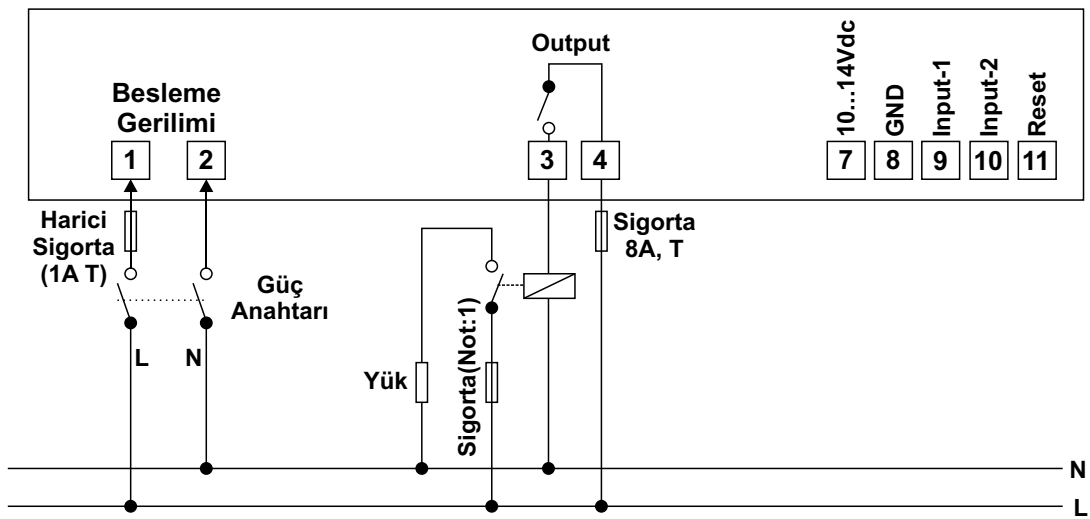 Output
Besleme
Gerilimi
10...14Vdc
GND
Input-1
Input-2
Reset
1
2
3
4
7
8
9
10
11
Harici
Sigorta
(1A T)
Güç
Anahtarı
L
N
Sigorta
8A, T
Yük
Sigorta(Not:1)
N
L